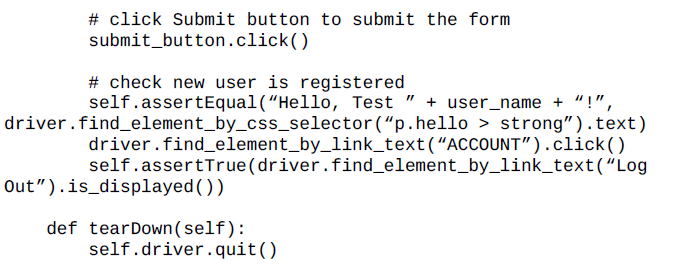 # click Submit button to submit the form
submit_button.click()
# check new user is registered
self.assertEqual(“Hello, Test ” + user_name + “!”,
driver.find_element_by_css_selector(“p.hello > strong”).text)
driver.find_element_by_link_text(“ACCOUNT”).click()
self.assertTrue(driver.find_element_by_link_text(“Log
Out”).is_displayed())
def tearDown(self):
self.driver.quit()